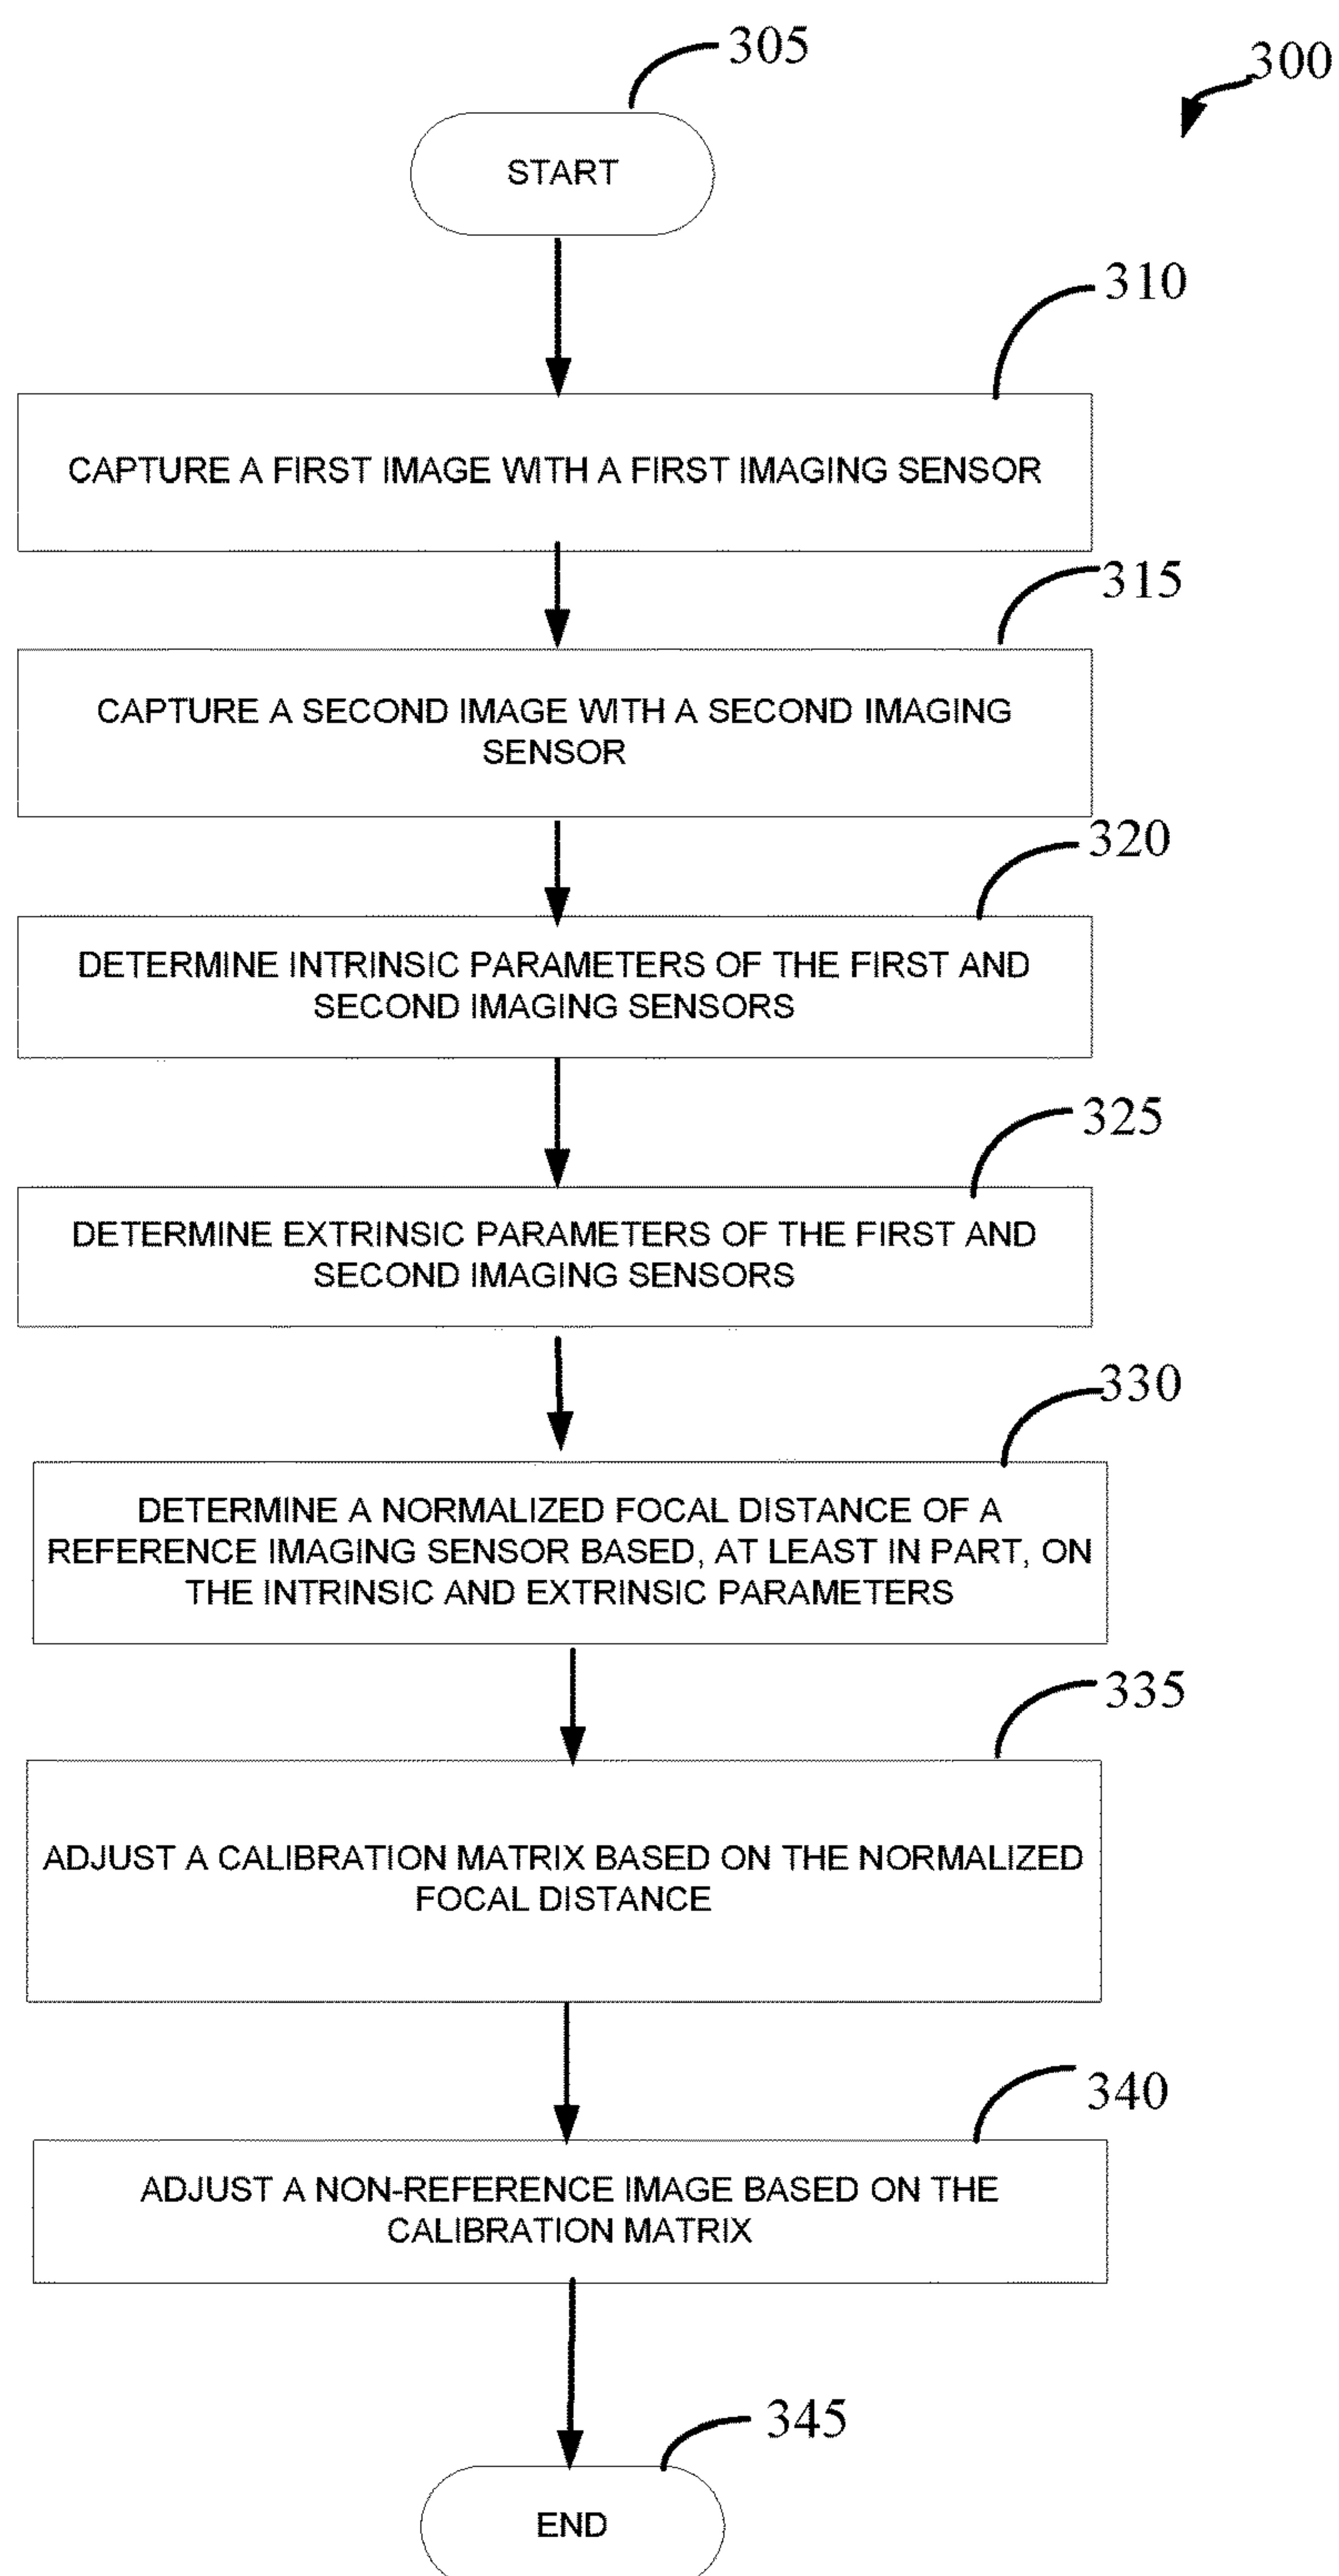 305
300
START
310
CAPTURE A FIRST IMAGE WITH A FIRST IMAGING SENSOR
315
CAPTURE A SECOND IMAGE WITH A SECOND IMAGING
SENSOR
320
DETERMINE INTRINSIC PARAMETERS OF THE FIRST AND
SECOND IMAGING SENSORS
325
DETERMINE EXTRINSIC PARAMETERS OF THE FIRST AND
SECOND IMAGING SENSORS
330
DETERMINE A NORMALIZED FOCAL DISTANCE OF A
REFERENCE IMAGING SENSOR BASED, AT LEAST IN PART, ON
THE INTRINSIC AND EXTRINSIC PARAMETERS
335
ADJUST A CALIBRATION MATRIX BASED ON THE NORMALIZED
FOCAL DISTANCE
340
ADJUST A NON-REFERENCE IMAGE BASED ON THE
CALIBRATION MATRIX
345
END